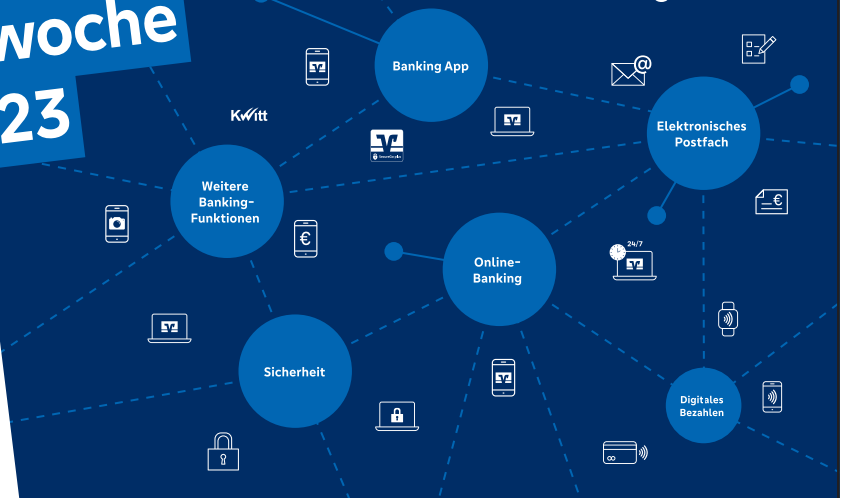 woche
23
Banking App
Kwitt
Elektronisches
Postfach
Weitere
Banking-
Funktionen
24/7
Online-
Banking
Sicherheit
Digitales
Bezahlen